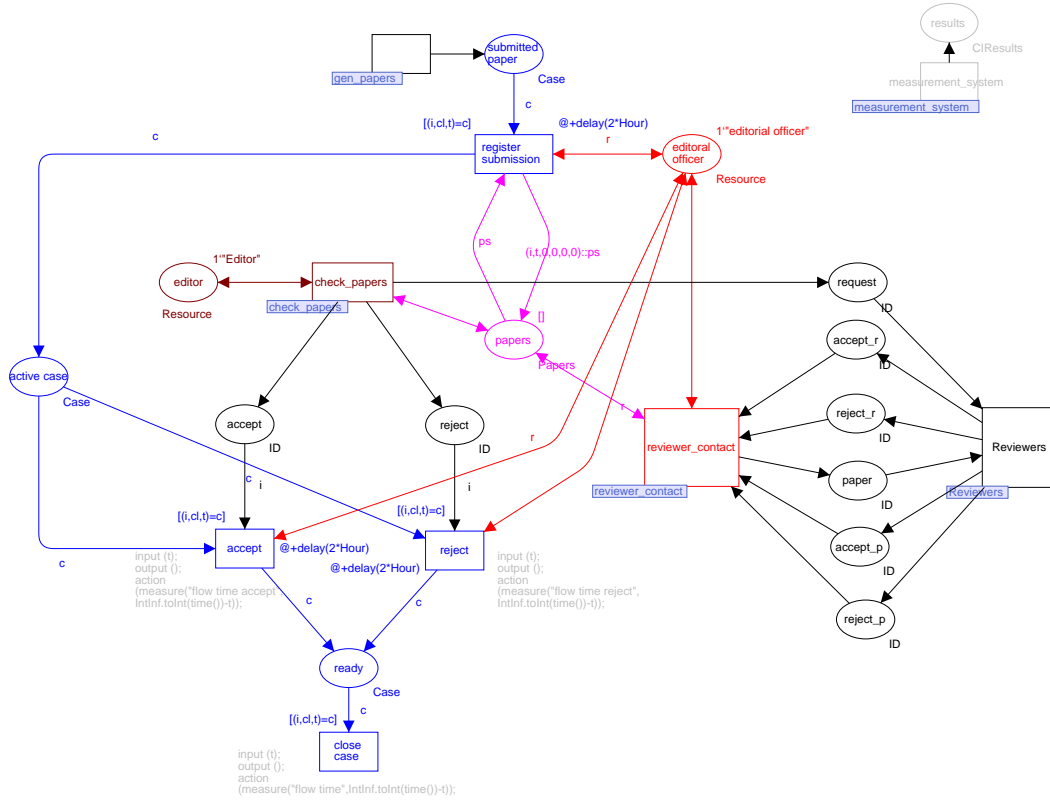 results
CIResults
measurement_system
measurement_system
gen_papers
submitted
paper
Case
c
[(i,cl,t)=c]
@+delay(2*Hour)
register
submission
r
1`"editorial officer"
editoral
officer
Resource
c
ps
(i,t,0,0,0,0)::ps
1`"Editor"
editor
Resource
check_papers
check_papers
[]
papers
Papers
request
ID
accept_r
ID
active case
Case
accept
ID
reject
ID
r
r
reject_r
ID
reviewer_contact
reviewer_contact
Reviewers
Reviewers
paper
ID
c
i
i
[(i,cl,t)=c]
[(i,cl,t)=c]
accept
@+delay(2*Hour)
reject
@+delay(2*Hour)
accept_p
ID
c
input (t);
output ();
action
(measure("flow time accept",
IntInf.toInt(time())-t));
input (t);
output ();
action
(measure("flow time reject",
IntInf.toInt(time())-t));
c
c
reject_p
ID
ready
Case
c
[(i,cl,t)=c]
close
case
input (t);
output ();
action
(measure("flow time",IntInf.toInt(time())-t));